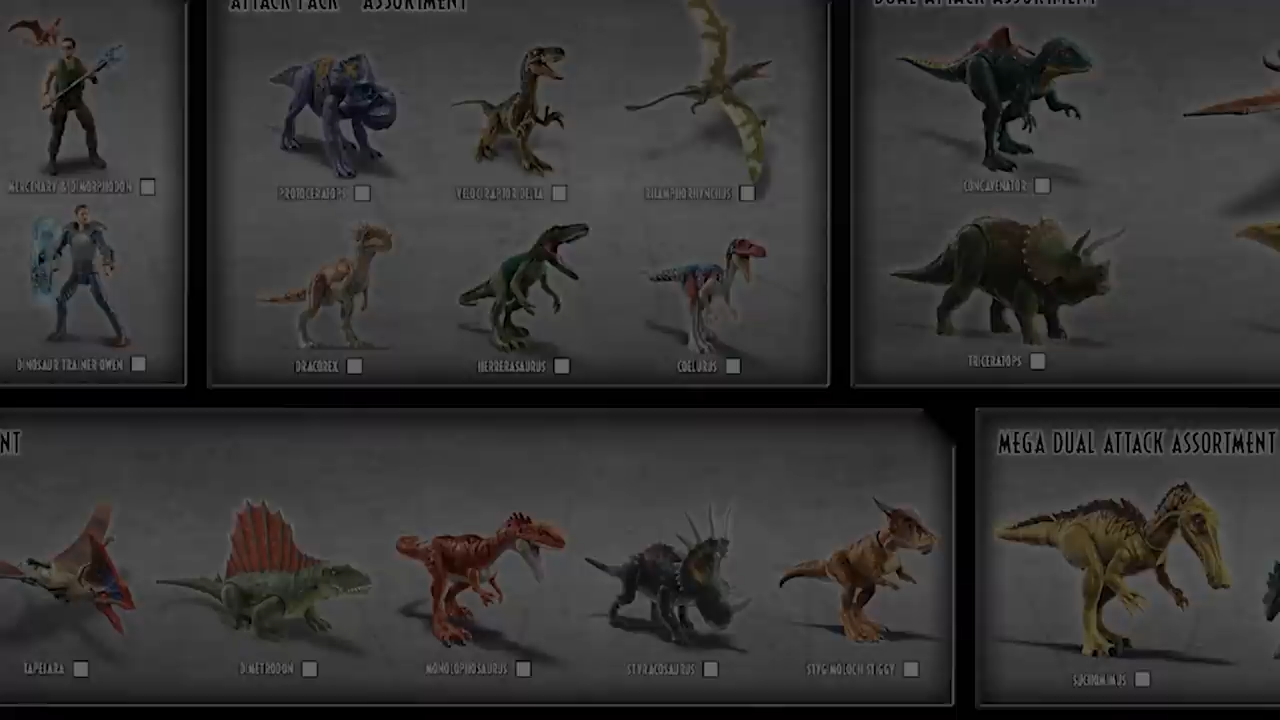 ATTACK PACK ASSORTMENT
DUAL ATTACK ASSORTMENT
MERCENARY & DIMORPHODON
PROTOCERATOPS
VELOCIRAPTOR DELTA
RHAMPHORHYNCHUS
CONCAVENATOR
DINOSAUR TRAINER OWEN
DRACOREX
HERRERASAURUS
COELURUS
TRICERATOPS
NT
MEGA DUAL ATTACK ASSORTMENT
TAPEJARA
DIMETRODON
MONOLOPHOSAURUS
STYRACOSAURUS
STYGIMOLOCH STIGGY
SUCHOMIMUS